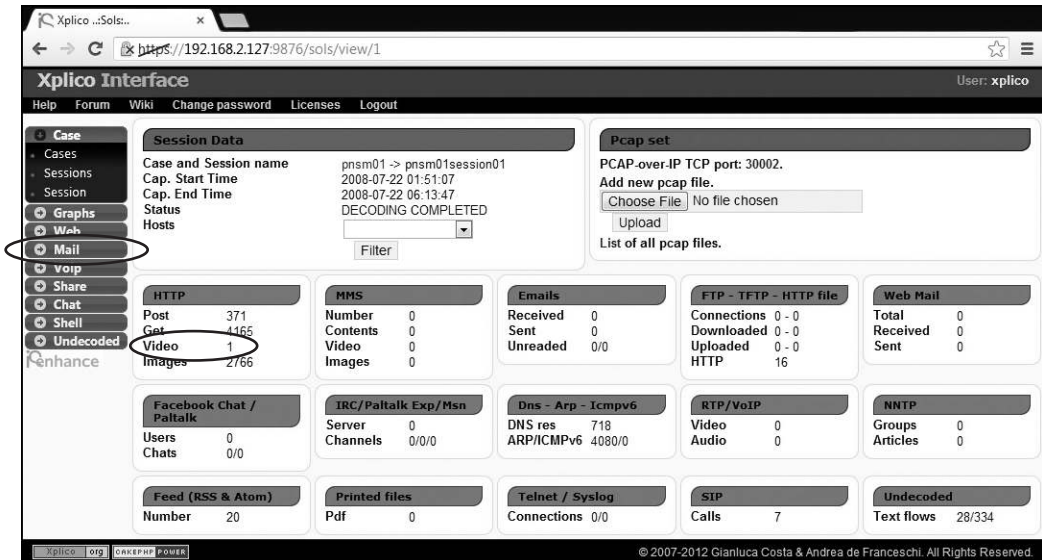 Xplico ..:Sols:.. ×
https://192.168.2.127:9876/sols/view/1
Xplico Interface
User: xplico
Help Forum Wiki Change password Licenses Logout
Case
Cases
Sessions
Session
Graphs
Web
Mail
Voip
Share
Chat
Shell
Undecoded
enhance
Session Data
Case and Session name pnsm01 -> pnsm01session01
Cap. Start Time 2008-07-22 01:51:07
Cap. End Time 2008-07-22 06:13:47
Status DECODING COMPLETED
Hosts
Filter
Pcap set
PCAP-over-IP TCP port: 30002.
Add new pcap file.
Choose File No file chosen
Upload
List of all pcap files.
HTTP
Post 371
Get 4165
Video 1
Images 2766
MMS
Number 0
Contents 0
Video 0
Images 0
Emails
Received 0
Sent 0
Unreaded 0/0
FTP - TFTP - HTTP file
Connections 0 - 0
Downloaded 0 - 0
Uploaded 0 - 0
HTTP 16
Web Mail
Total 0
Received 0
Sent 0
Facebook Chat /
Paltalk
Users 0
Chats 0/0
IRC/Paltalk Exp/Msn
Server 0
Channels 0/0/0
Dns - Arp - Icmpv6
DNS res 718
ARP/ICMPv6 4080/0
RTP/VoIP
Video 0
Audio 0
NNTP
Groups 0
Articles 0
Feed (RSS & Atom)
Number 20
Printed files
Pdf 0
Telnet / Syslog
Connections 0/0
SIP
Calls 7
Undecoded
Text flows 28/334
Xplico org CAKEPHP POWER
© 2007-2012 Gianluca Costa & Andrea de Franceschi. All Rights Reserved.